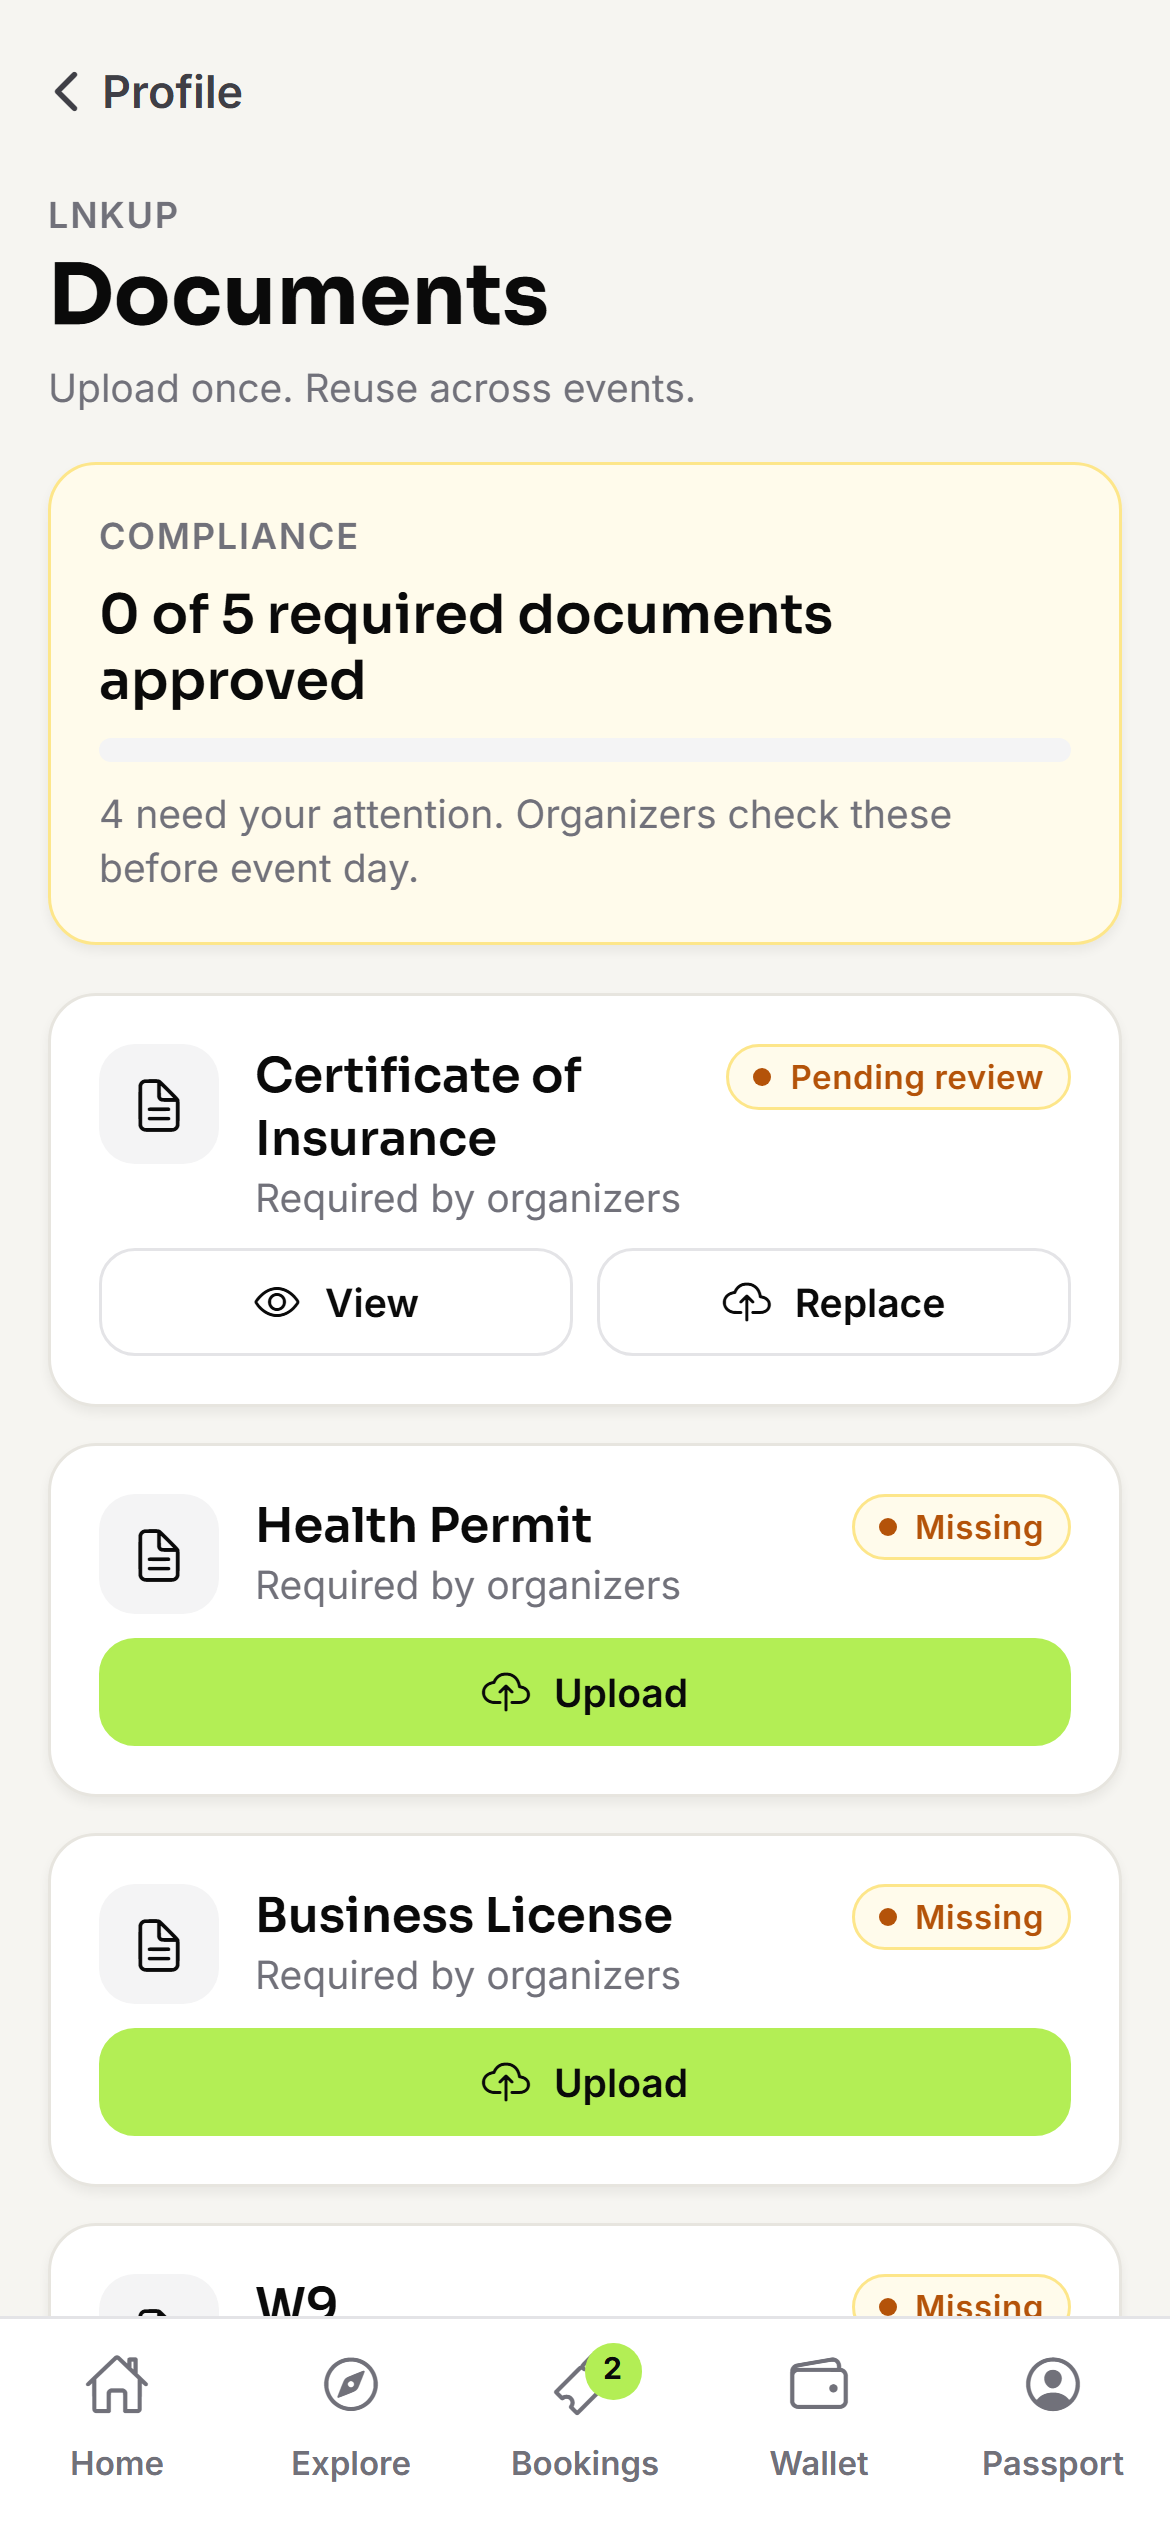 Profile
LNKUP
Documents
Upload once. Reuse across events.
COMPLIANCE
0 of 5 required documents
approved
4 need your attention. Organizers check these
before event day.
Certificate of
Insurance
Pending review
Required by organizers
View
Replace
Health Permit
Missing
Required by organizers
Upload
Business License
Missing
Required by organizers
Upload
W9
Missing
2
Home
Explore
Bookings
Wallet
Passport